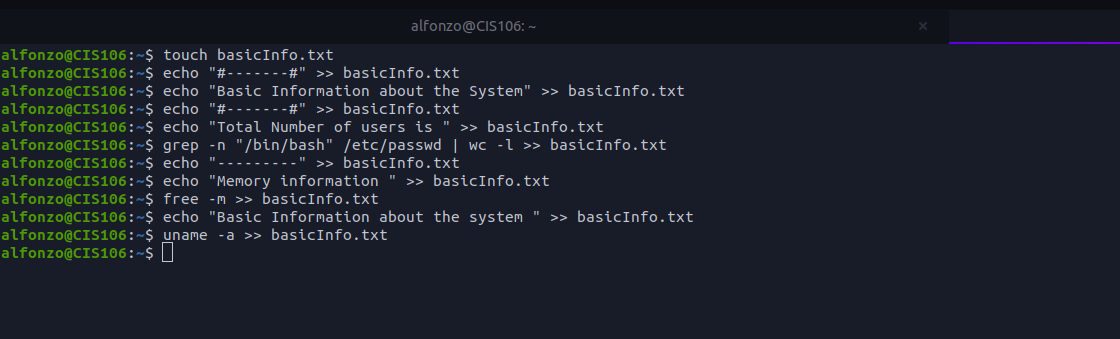 alfonzo@CIS106: ~ ×
alfonzo@CIS106:~$ touch basicInfo.txt
alfonzo@CIS106:~$ echo "#-------#" >> basicInfo.txt
alfonzo@CIS106:~$ echo "Basic Information about the System" >> basicInfo.txt
alfonzo@CIS106:~$ echo "#-------#" >> basicInfo.txt
alfonzo@CIS106:~$ echo "Total Number of users is " >> basicInfo.txt
alfonzo@CIS106:~$ grep -n "/bin/bash" /etc/passwd | wc -l >> basicInfo.txt
alfonzo@CIS106:~$ echo "---------" >> basicInfo.txt
alfonzo@CIS106:~$ echo "Memory information " >> basicInfo.txt
alfonzo@CIS106:~$ free -m >> basicInfo.txt
alfonzo@CIS106:~$ echo "Basic Information about the system " >> basicInfo.txt
alfonzo@CIS106:~$ uname -a >> basicInfo.txt
alfonzo@CIS106:~$